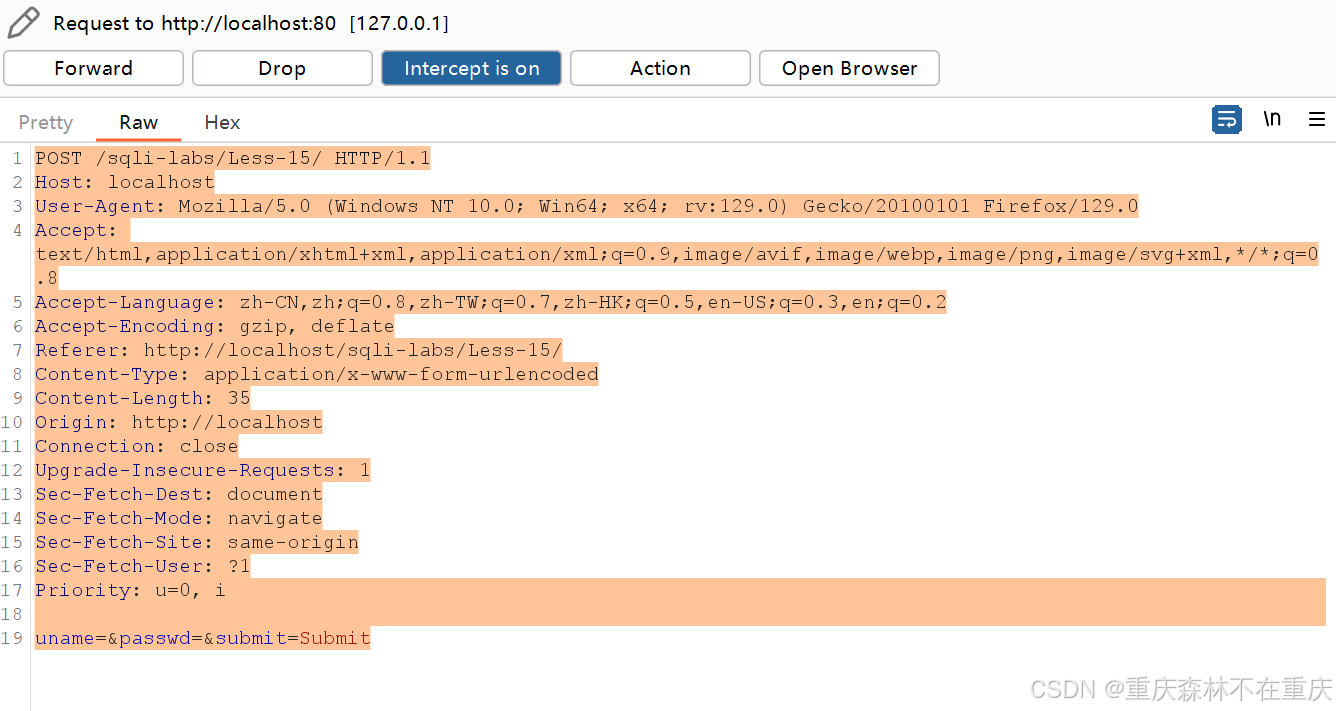 Request to http://localhost:80 [127.0.0.1]
Forward Drop Intercept is on Action Open Browser
Pretty Raw Hex \n
1 POST /sqli-labs/Less-15/ HTTP/1.1
2 Host: localhost
3 User-Agent: Mozilla/5.0 (Windows NT 10.0; Win64; x64; rv:129.0) Gecko/20100101 Firefox/129.0
4 Accept:
text/html,application/xhtml+xml,application/xml;q=0.9,image/avif,image/webp,image/png,image/svg+xml,*/*;q=0
.8
5 Accept-Language: zh-CN,zh;q=0.8,zh-TW;q=0.7,zh-HK;q=0.5,en-US;q=0.3,en;q=0.2
6 Accept-Encoding: gzip, deflate
7 Referer: http://localhost/sqli-labs/Less-15/
8 Content-Type: application/x-www-form-urlencoded
9 Content-Length: 35
10 Origin: http://localhost
11 Connection: close
12 Upgrade-Insecure-Requests: 1
13 Sec-Fetch-Dest: document
14 Sec-Fetch-Mode: navigate
15 Sec-Fetch-Site: same-origin
16 Sec-Fetch-User: ?1
17 Priority: u=0, i
18
19 uname=&passwd=&submit=Submit
CSDN @重庆森林不在重庆